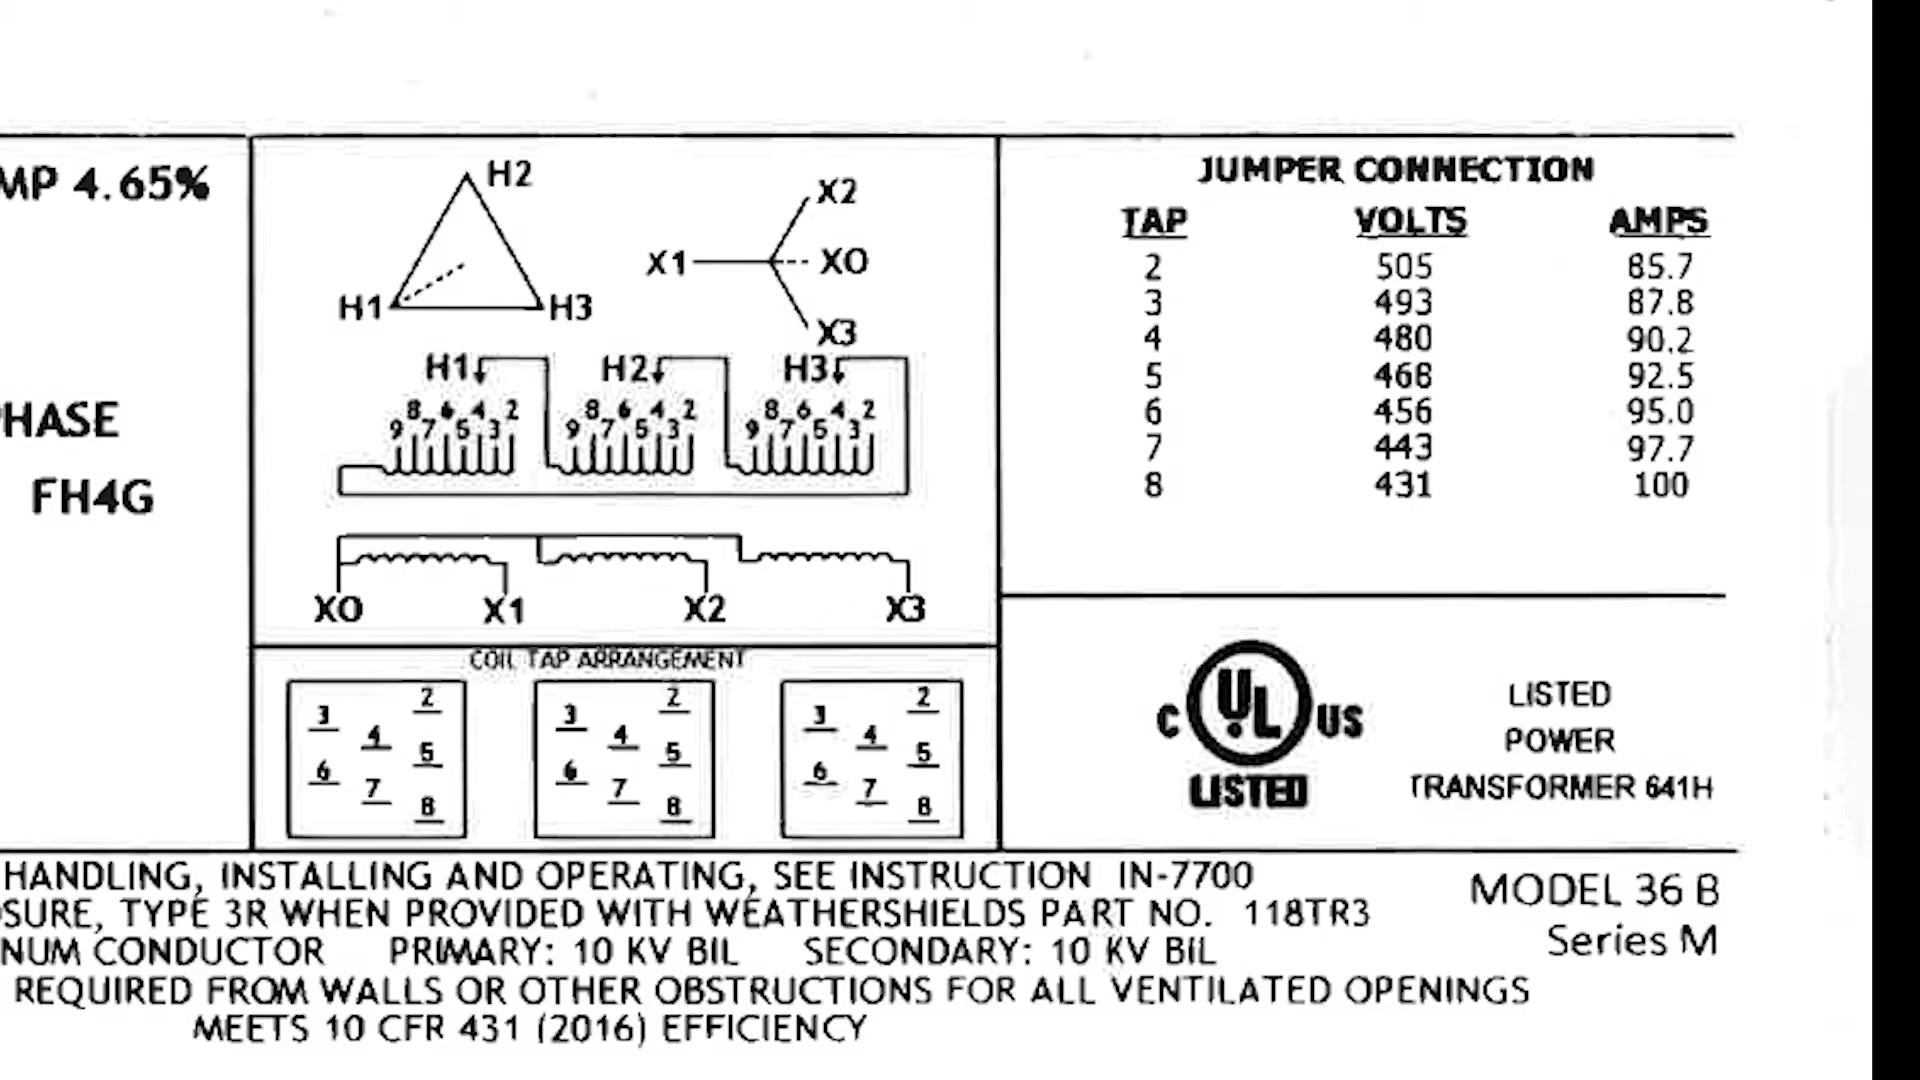 MP 4.65%
PHASE
FH4G
H2
H1
H3
X2
X1
X0
X3
H1 H2 H3
8 6 4 2 8 6 4 2 8 6 4 2
9 7 5 3 9 7 5 3 9 7 5 3
X0 X1 X2 X3
COIL TAP ARRANGEMENT
2 2 2
3 3 3
4 4 4
5 5 5
6 6 6
7 7 7
8 8 8
JUMPER CONNECTION
TAP VOLTS AMPS
2 505 85.7
3 493 87.8
4 480 90.2
5 468 92.5
6 456 95.0
7 443 97.7
8 431 100
C UL US
LISTED
LISTED
POWER
TRANSFORMER 641H
HANDLING, INSTALLING AND OPERATING, SEE INSTRUCTION IN-7700
OSURE, TYPE 3R WHEN PROVIDED WITH WEATHERSHIELDS PART NO. 118TR3
NUM CONDUCTOR PRIMARY: 10 KV BIL SECONDARY: 10 KV BIL
REQUIRED FROM WALLS OR OTHER OBSTRUCTIONS FOR ALL VENTILATED OPENINGS
MEETS 10 CFR 431 (2016) EFFICIENCY
MODEL 36 B
Series M